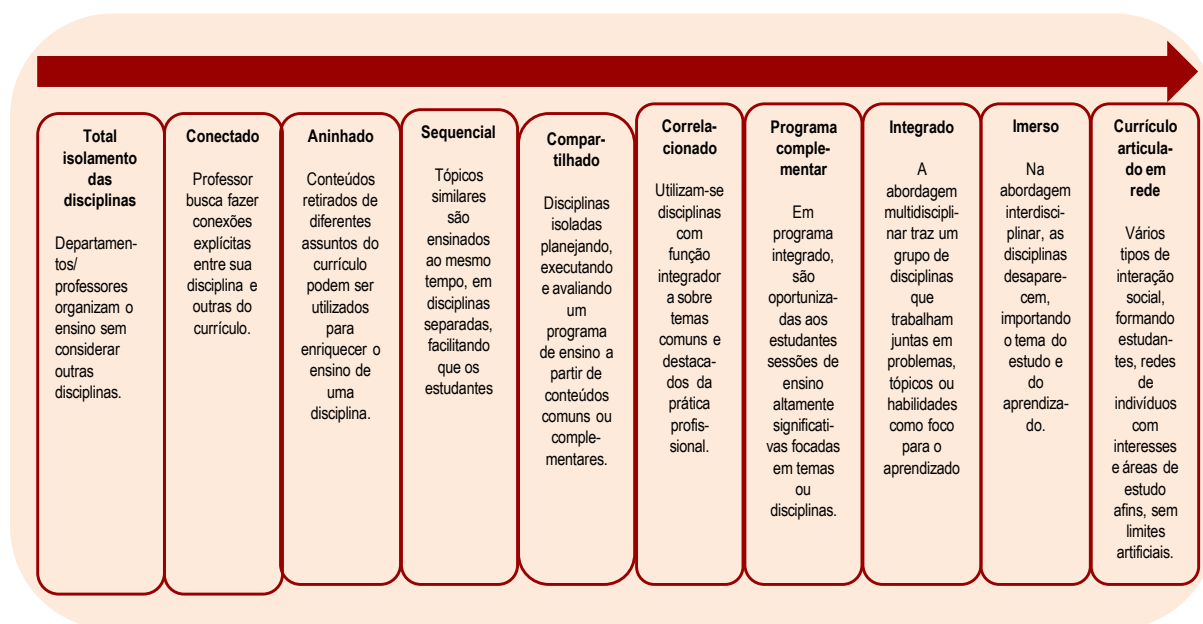 Total
isolamento
das
disciplinas
Departamen-
tos/
professores
organizam o
ensino sem
considerar
outras
disciplinas.
Conectado
Professor
busca fazer
conexões
explícitas
entre sua
disciplina e
outras do
currículo.
Aninhado
Conteúdos
retirados de
diferentes
assuntos do
currículo
podem ser
utilizados
para
enriquecer o
ensino de
uma
disciplina.
Sequencial
Tópicos
similares
são
ensinados
ao mesmo
tempo, em
disciplinas
separadas,
facilitando
que os
estudantes
Compar-
tilhado
Disciplinas
isoladas
planejando,
executando
e avaliando
um
programa
de ensino a
partir de
conteúdos
comuns ou
comple-
mentares.
Correla-
cionado
Utilizam-se
disciplinas
com
função
integrador
a sobre
temas
comuns e
destaca-
dos da
prática
profis-
sional.
Programa
comple-
mentar
Em
programa
integrado,
são
oportuniza-
das aos
estudantes
sessões de
ensino
altamente
significati-
vas focadas
em temas
ou
disciplinas.
Integrado
A
abordagem
multidiscipli-
nar traz um
grupo de
disciplinas
que
trabalham
juntas em
problemas,
tópicos ou
habilidades
como foco
para o
aprendizado
Imerso
Na
abordagem
interdisci-
plinar, as
disciplinas
desapare-
cem,
importando
o tema do
estudo e
do
aprendiza-
do.
Currículo
articula-
do em
rede
Vários
tipos de
interação
social,
formando
estudan-
tes, redes
de
indivíduos
com
interesses
e áreas de
estudo
afins, sem
limites
artificiais.